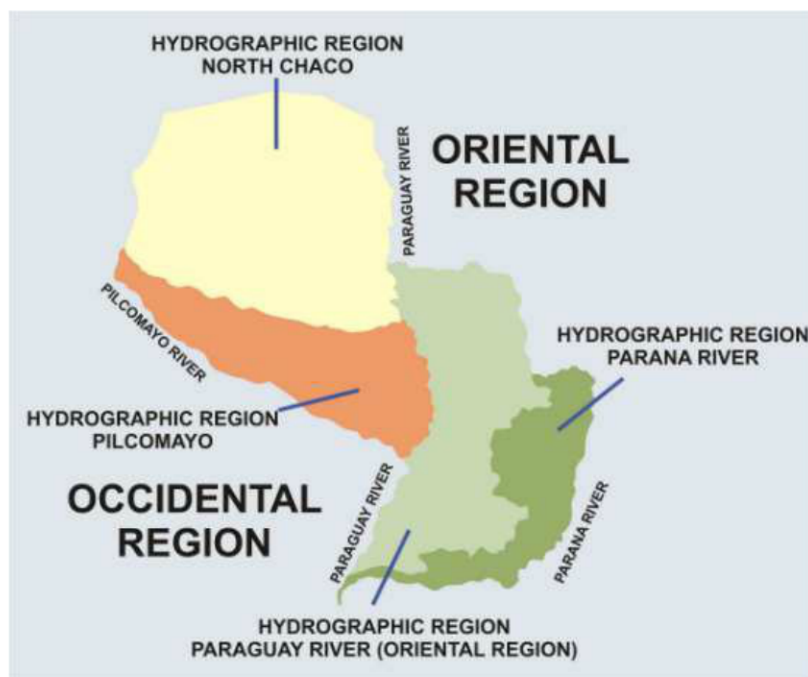 HYDROGRAPHIC REGION
NORTH CHACO
PARAGUAY RIVER
ORIENTAL
REGION
PILCOMAYO RIVER
HYDROGRAPHIC REGION
PARANA RIVER
HYDROGRAPHIC REGION
PILCOMAYO
OCCIDENTAL
REGION
PARAGUAY RIVER
PARANA RIVER
HYDROGRAPHIC REGION
PARAGUAY RIVER (ORIENTAL REGION)